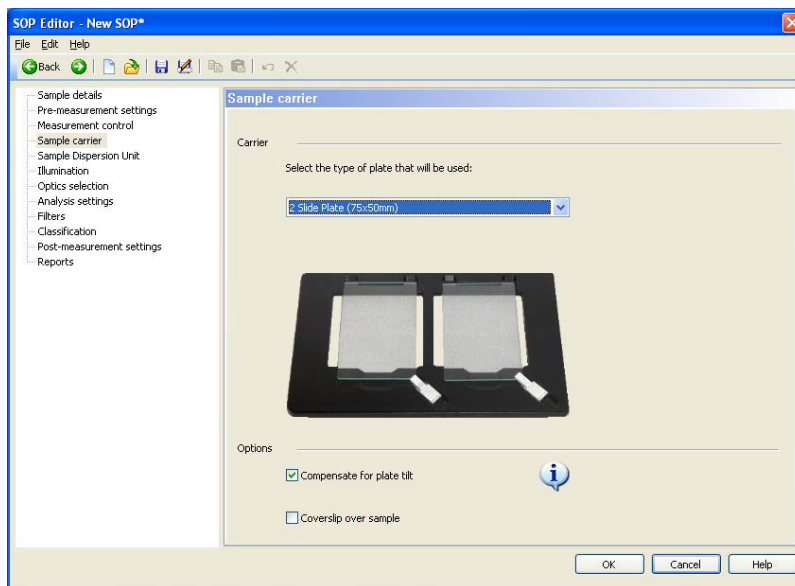 SOP Editor - New SOP*
File Edit Help
Back
Sample details
Pre-measurement settings
Measurement control
Sample carrier
Sample Dispersion Unit
Illumination
Optics selection
Analysis settings
Filters
Classification
Post-measurement settings
Reports
Sample carrier
Carrier
Select the type of plate that will be used:
2 Slide Plate (75x50mm)
Options
Compensate for plate tilt
Coverslip over sample
OK Cancel Help